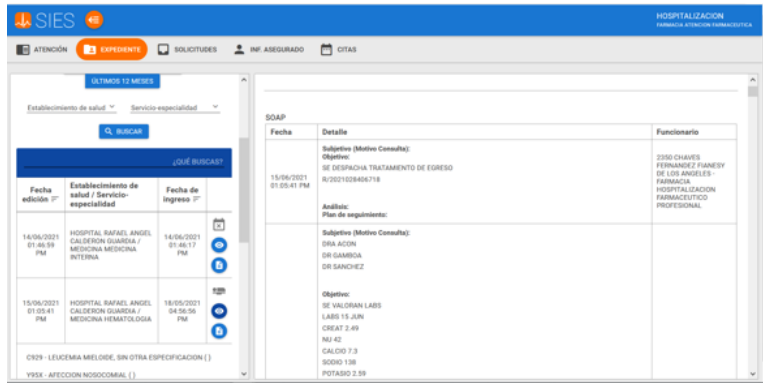 SIES
HOSPITALIZACION
FARMACIA ATENCION FARMACEUTICA
ATENCIÓN
EXPEDIENTE
SOLICITUDES
INF. ASEGURADO
CITAS
ÚLTIMOS 12 MESES
Establecimiento de salud
Servicio-especialidad
BUSCAR
¿QUÉ BUSCAS?
Fecha edición
Establecimiento de salud / Servicio-especialidad
Fecha de ingreso
14/06/2021
01:46:59
PM
HOSPITAL RAFAEL ANGEL
CALDERON GUARDIA /
MEDICINA MEDICINA
INTERNA
14/06/2021
01:46:17
PM
15/06/2021
01:05:41
PM
HOSPITAL RAFAEL ANGEL
CALDERON GUARDIA /
MEDICINA HEMATOLOGIA
18/05/2021
04:56:56
PM
C929 - LEUCEMIA MIELOIDE, SIN OTRA ESPECIFICACION ( )
Y95X - AFECCION NOSOCOMIAL ( )
SOAP
Fecha
Detalle
Funcionario
15/06/2021
01:05:41 PM
Subjetivo (Motivo Consulta):
Objetivo:
SE DESPACHA TRATAMIENTO DE EGRESO
R/2021028406718
Análisis:
Plan de seguimiento:
2350 CHAVES
FERNANDEZ FIANESY
DE LOS ANGELES -
FARMACIA
HOSPITALIZACION
FARMACEUTICO
PROFESIONAL
Subjetivo (Motivo Consulta):
DRA ACON
DR GAMBOA
DR SANCHEZ
Objetivo:
SE VALORAN LABS
LABS 15 JUN
CREAT 2.49
NU 42
CALCIO 7.3
SODIO 138
POTASIO 2.59